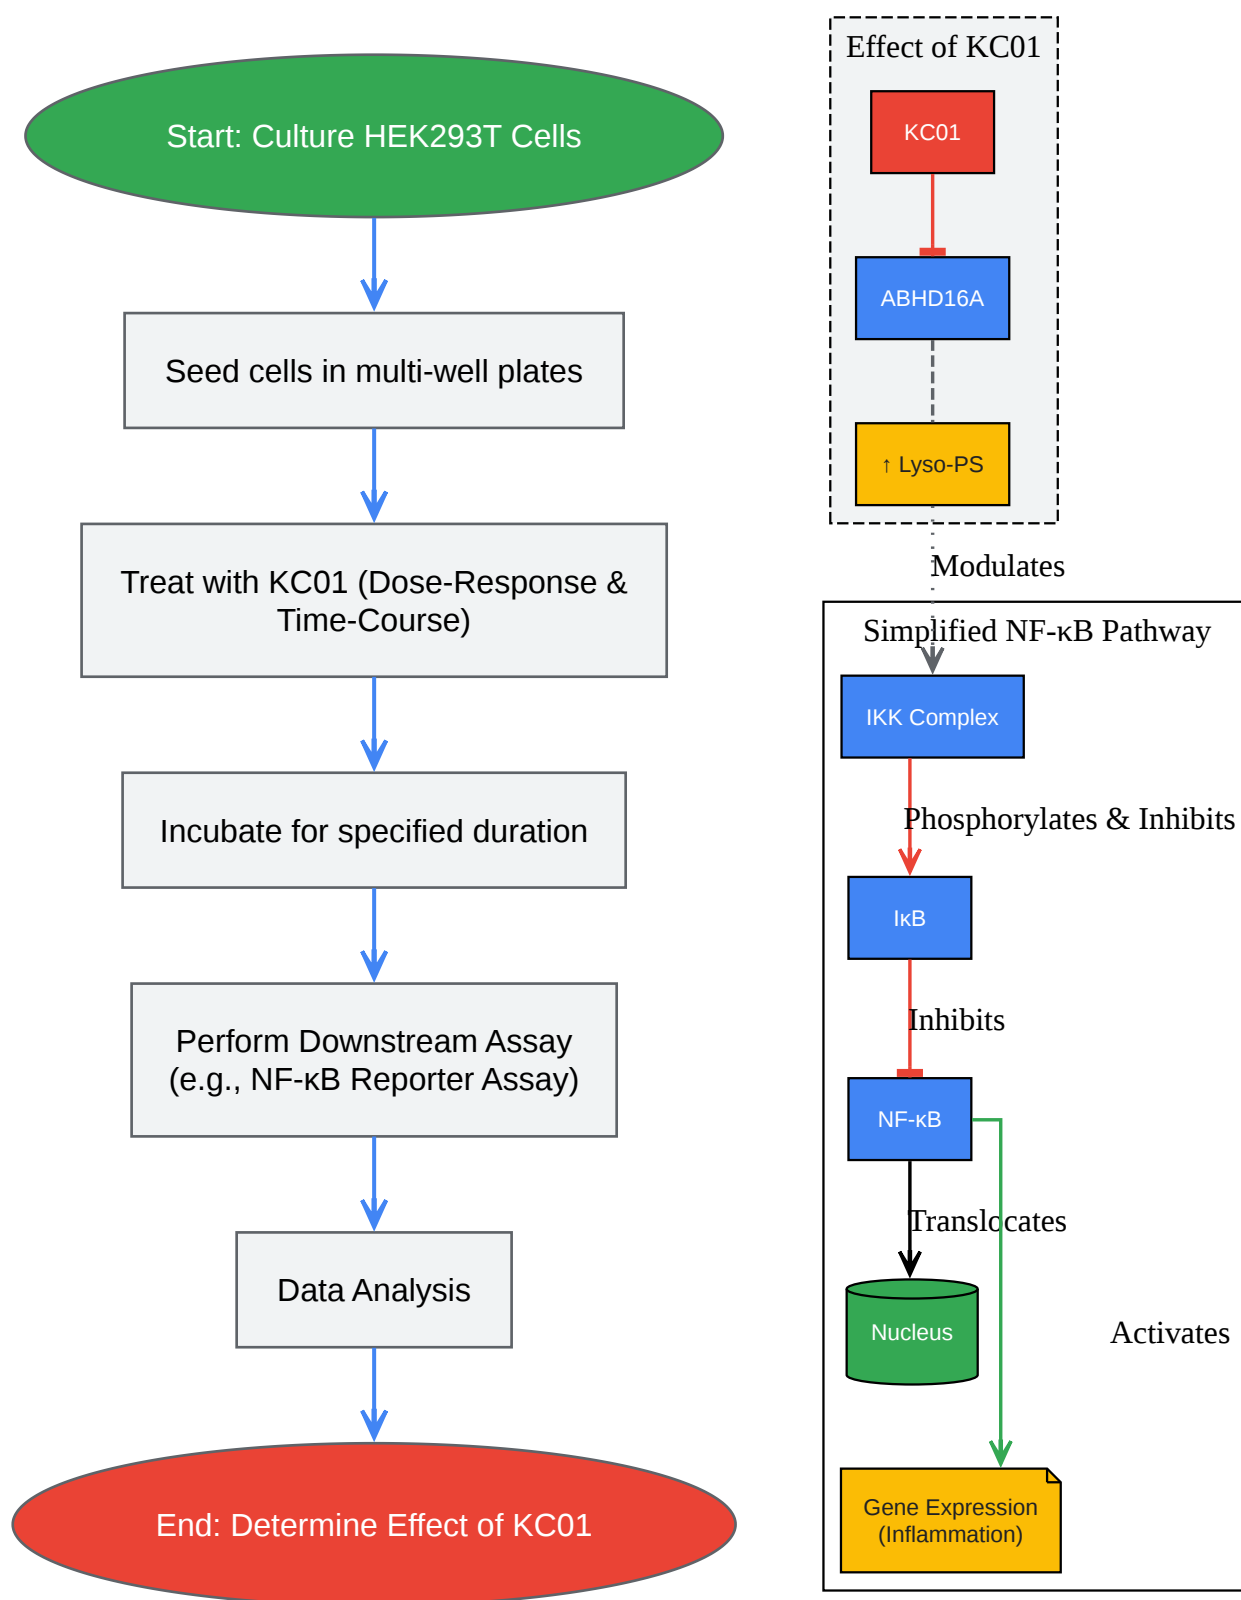 Start: Culture HEK293T Cells
Seed cells in multi-well plates
Treat with KC01 (Dose-Response &
Time-Course)
Incubate for specified duration
Perform Downstream Assay
(e.g., NF-κB Reporter Assay)
Data Analysis
End: Determine Effect of KC01
Effect of KC01
KC01
ABHD16A
↑ Lyso-PS
Modulates
Simplified NF-κB Pathway
IKK Complex
Phosphorylates & Inhibits
IκB
Inhibits
NF-κB
Translocates
Nucleus
Activates
Gene Expression
(Inflammation)